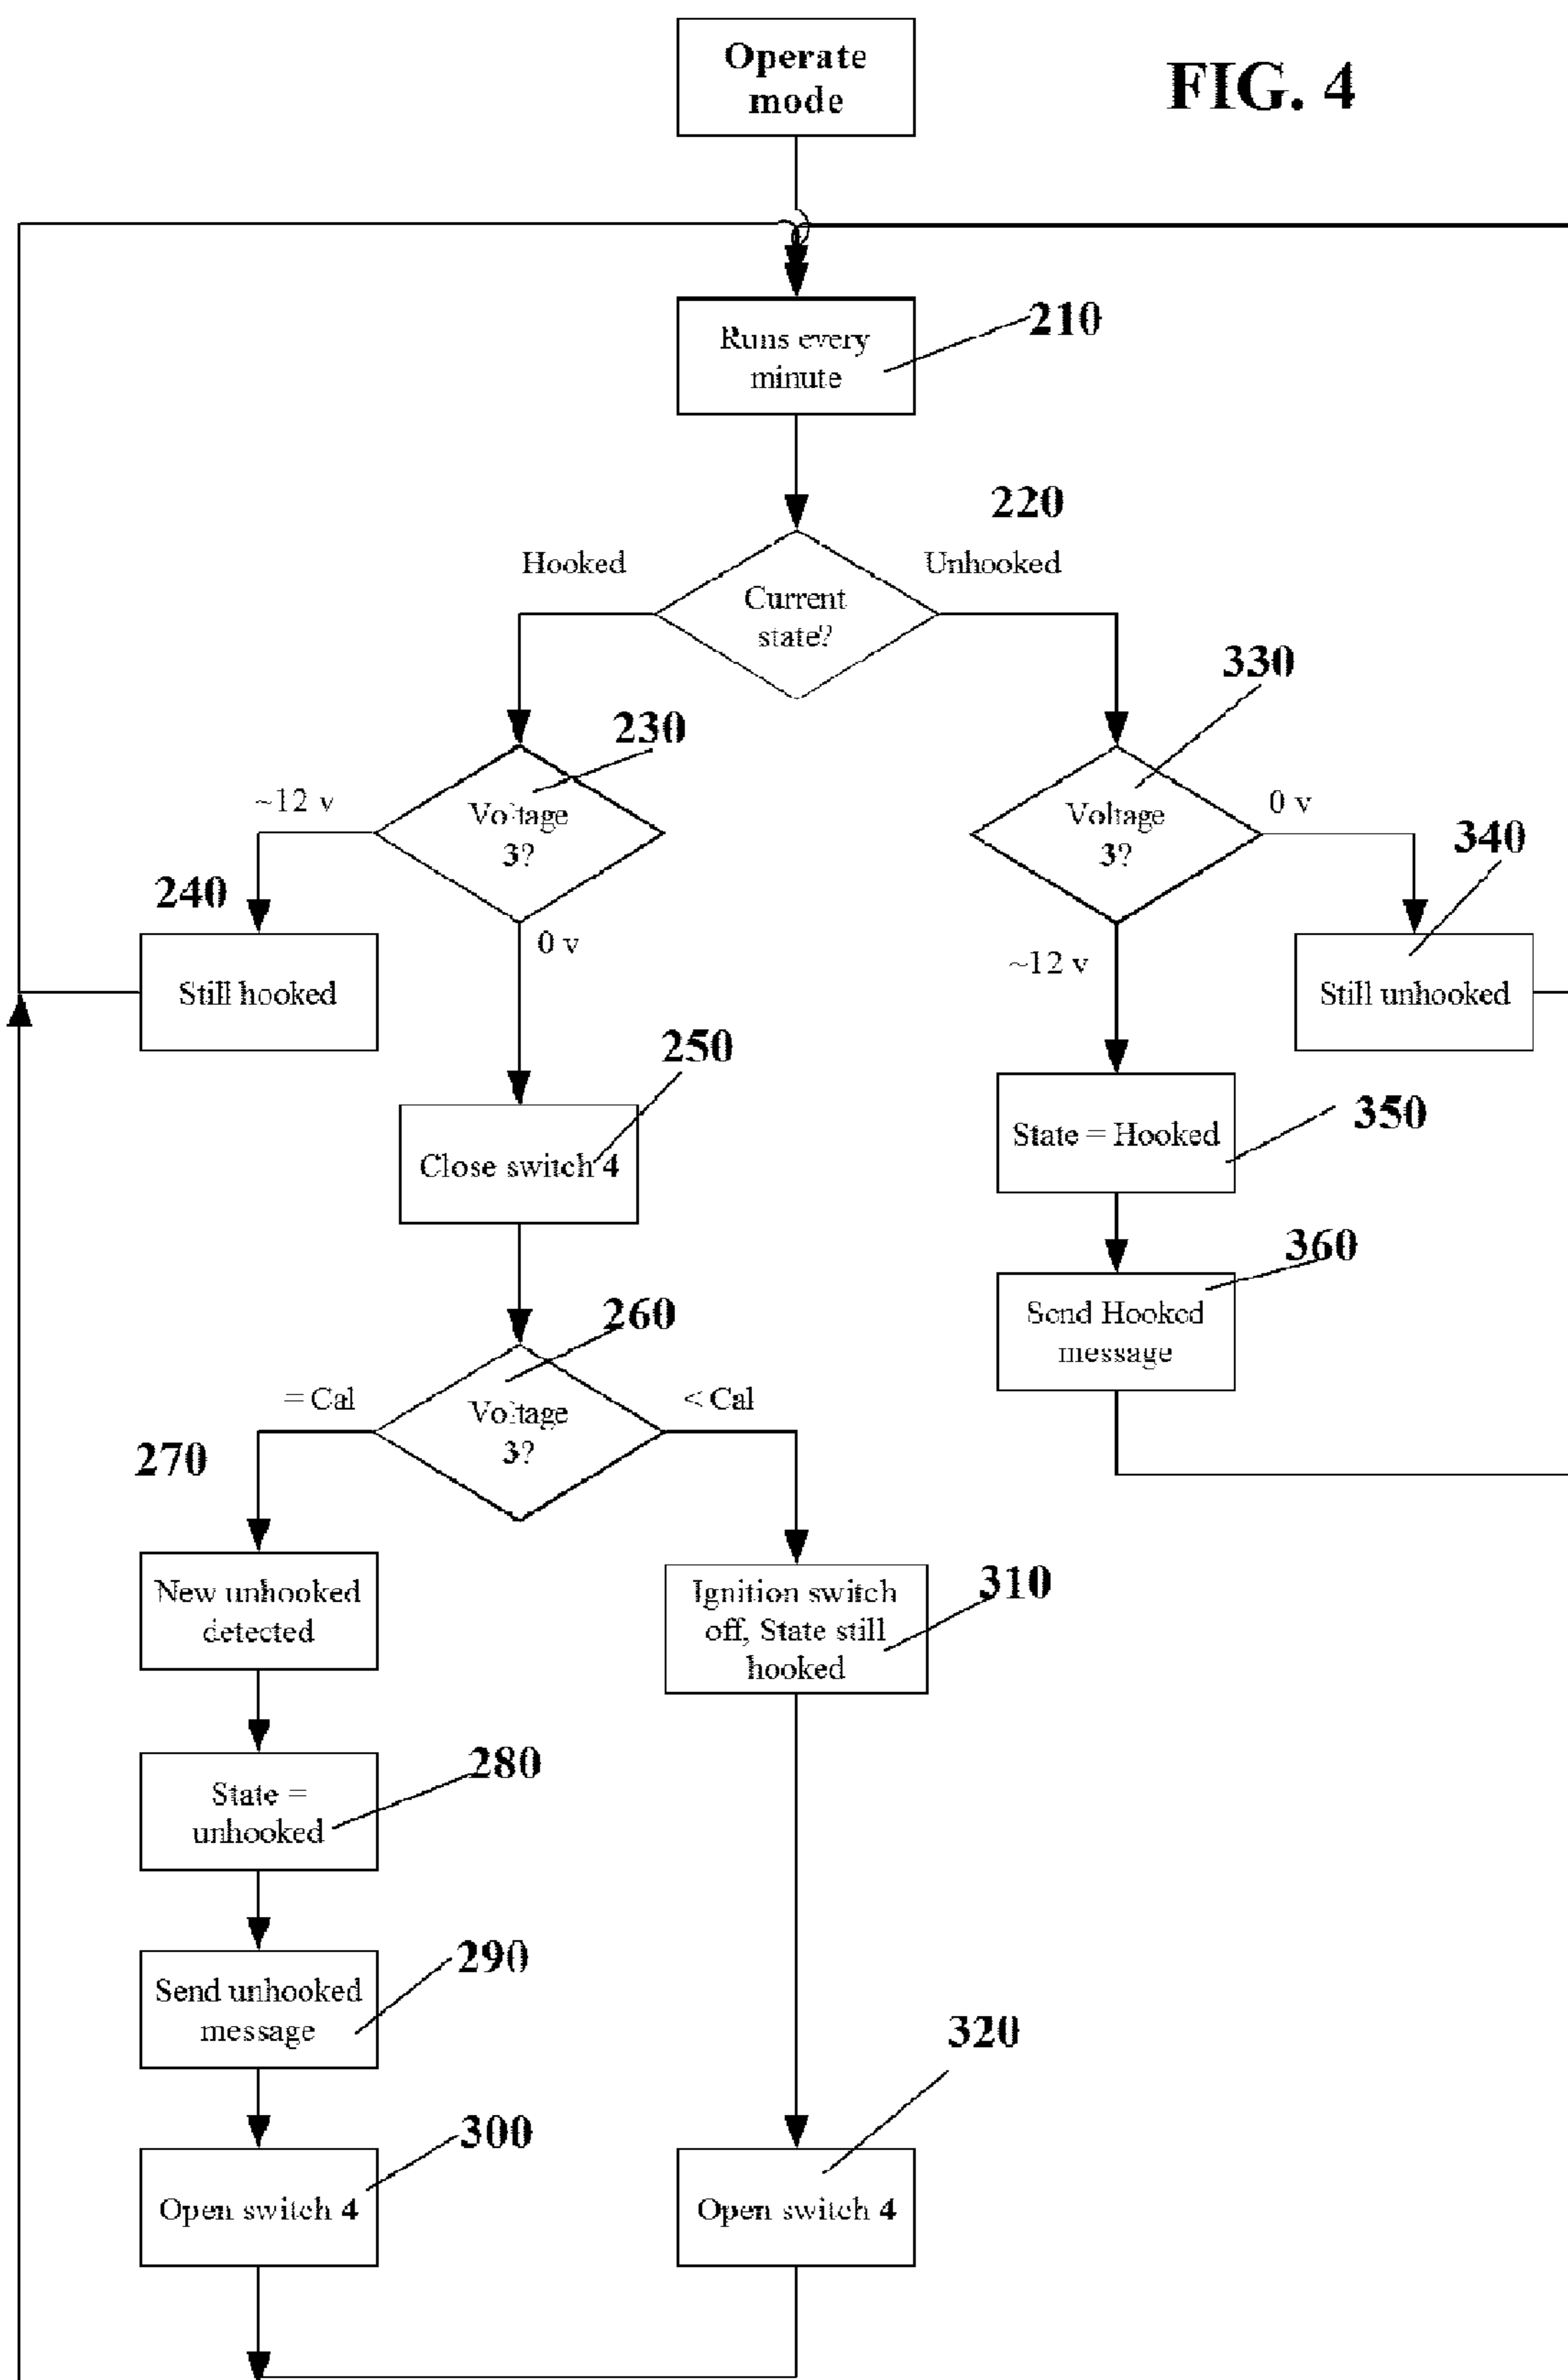 Operate
mode
FIG. 4
Runs every
minute
210
220
Hooked
Unhooked
Current
state?
330
230
~12 v
Voltage
3?
Voltage
3?
0 v
340
240
0 v
~12 v
Still hooked
Still unhooked
250
350
State = Hooked
Close switch 4
360
260
Send Hooked
message
= Cal
< Cal
Voltage
3?
270
New unhooked
detected
Ignition switch
off, State still
hooked
310
280
State =
unhooked
290
Send unhooked
message
320
300
Open switch 4
Open switch 4